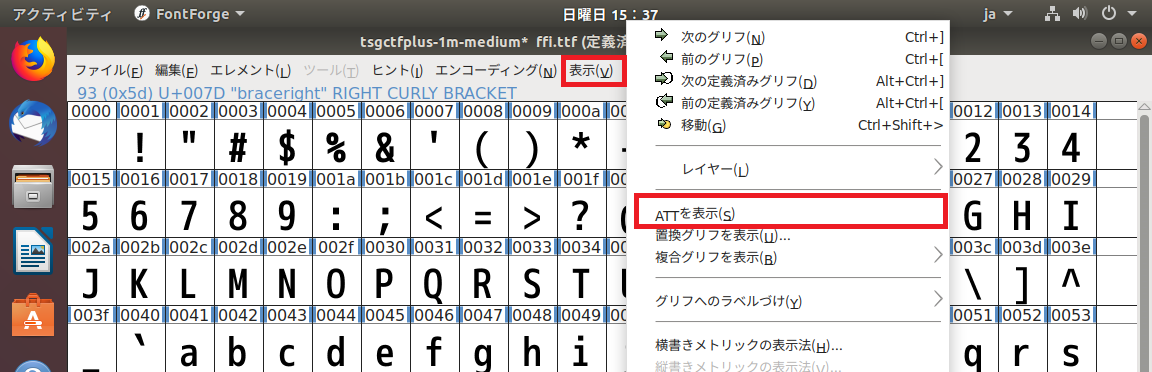 アクティビティ FontForge 日曜日 15：37 ja
tsgctfplus-1m-medium* ffi.ttf (定義済
ファイル(F) 編集(E) エレメント(L) ツール(T) ヒント(I) エンコーディング(N) 表示(V)
93 (0x5d) U+007D "braceright" RIGHT CURLY BRACKET
次のグリフ(N) Ctrl+]
前のグリフ(P) Ctrl+[
次の定義済みグリフ(D) Alt+Ctrl+]
前の定義済みグリフ(Y) Alt+Ctrl+[
移動(G) Ctrl+Shift+>
レイヤー(L)
ATTを表示(S)
置換グリフを表示(U)...
複合グリフを表示(B)
グリフへのラベルづけ(Y)
横書きメトリックの表示法(H)...
縦書きメトリックの表示法(V)...
0000 0001 0002 0003 0004 0005 0006 0007 0008 0009 000a 0012 0013 0014
! " # $ % & ' ( ) * 2 3 4
0015 0016 0017 0018 0019 001a 001b 001c 001d 001e 001f 0027 0028 0029
5 6 7 8 9 : ; < = > ? G H I
002a 002b 002c 002d 002e 002f 0030 0031 0032 0033 0034 003c 003d 003e
J K L M N O P Q R S T \ ] ^
003f 0040 0041 0042 0043 0044 0045 0046 0047 0048 0049 0051 0052 0053
_ ` a b c d e f g h i q r s